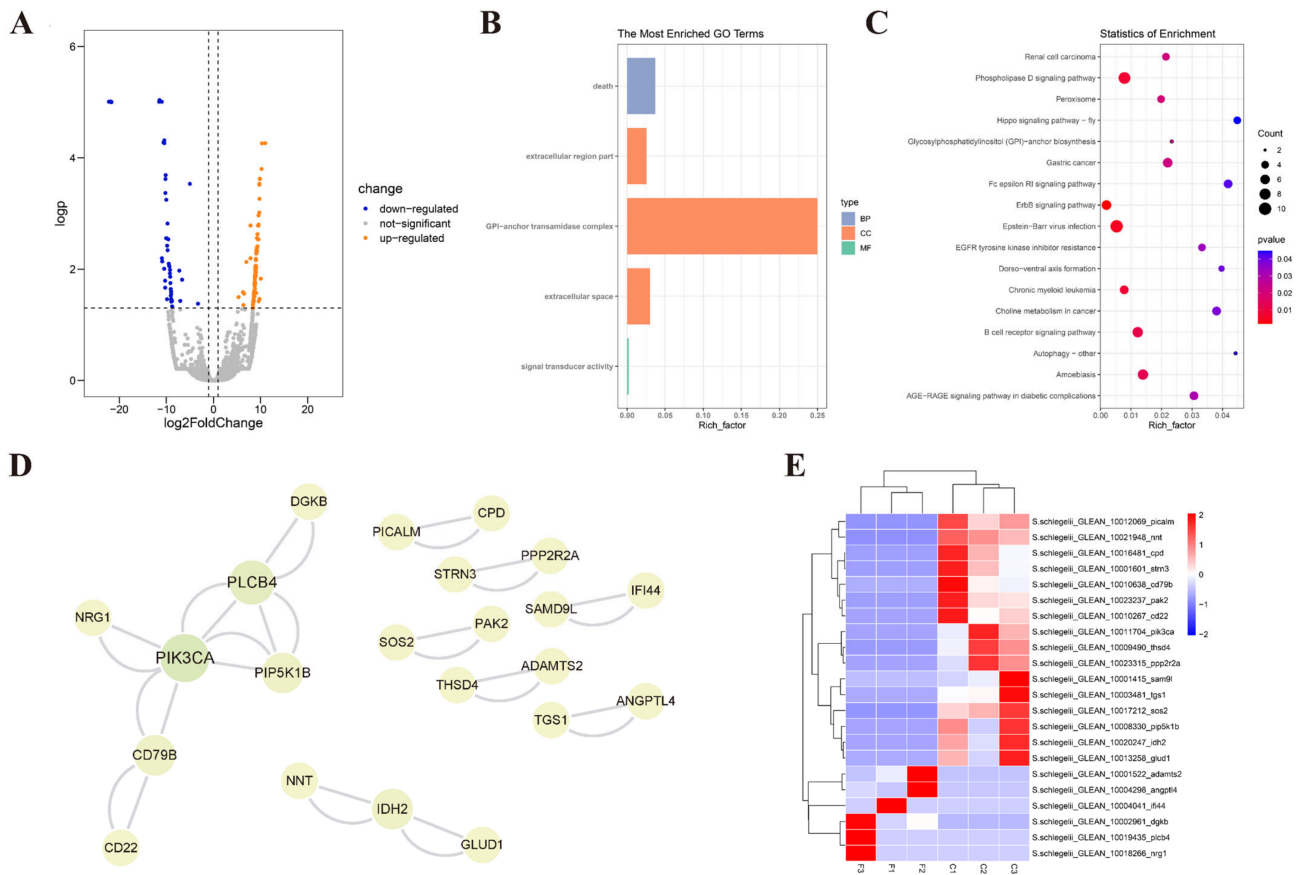 A
6
4
2
0
logp
−20
−10
0
10
20
log2FoldChange
change
down−regulated
not−significant
up−regulated
B
The Most Enriched GO Terms
death
extracellular region part
GPI−anchor transamidase complex
extracellular space
signal transducer activity
0.00
0.05
0.10
0.15
0.20
0.25
Rich_factor
type
BP
CC
MF
C
Statistics of Enrichment
Renal cell carcinoma
Phospholipase D signaling pathway
Peroxisome
Hippo signaling pathway − fly
Glycosylphosphatidylinositol (GPI)−anchor biosynthesis
Gastric cancer
Fc epsilon RI signaling pathway
ErbB signaling pathway
Epstein−Barr virus infection
EGFR tyrosine kinase inhibitor resistance
Dorso−ventral axis formation
Chronic myeloid leukemia
Choline metabolism in cancer
B cell receptor signaling pathway
Autophagy − other
Amoebiasis
AGE−RAGE signaling pathway in diabetic complications
0.00
0.01
0.02
0.03
0.04
Rich_factor
Count
2
4
6
8
10
pvalue
0.04
0.03
0.02
0.01
D
DGKB
PLCB4
NRG1
PIK3CA
PIP5K1B
CD79B
CD22
PICALM
CPD
STRN3
PPP2R2A
SAMD9L
IFI44
SOS2
PAK2
THSD4
ADAMTS2
TGS1
ANGPTL4
NNT
IDH2
GLUD1
E
S.schlegelii_GLEAN_10012069_picalm
S.schlegelii_GLEAN_10021948_nnt
S.schlegelii_GLEAN_10016481_cpd
S.schlegelii_GLEAN_10001601_strn3
S.schlegelii_GLEAN_10010638_cd79b
S.schlegelii_GLEAN_10023237_pak2
S.schlegelii_GLEAN_10010267_cd22
S.schlegelii_GLEAN_10011704_pik3ca
S.schlegelii_GLEAN_10009490_thsd4
S.schlegelii_GLEAN_10023315_ppp2r2a
S.schlegelii_GLEAN_10001415_sam9l
S.schlegelii_GLEAN_10003481_tgs1
S.schlegelii_GLEAN_10017212_sos2
S.schlegelii_GLEAN_10008330_pip5k1b
S.schlegelii_GLEAN_10020247_idh2
S.schlegelii_GLEAN_10013258_glud1
S.schlegelii_GLEAN_10001522_adamts2
S.schlegelii_GLEAN_10004298_angptl4
S.schlegelii_GLEAN_10004041_ifi44
S.schlegelii_GLEAN_10002961_dgkb
S.schlegelii_GLEAN_10019435_plcb4
S.schlegelii_GLEAN_10018266_nrg1
F3
F1
F2
C1
C2
C3
2
1
0
−1
−2